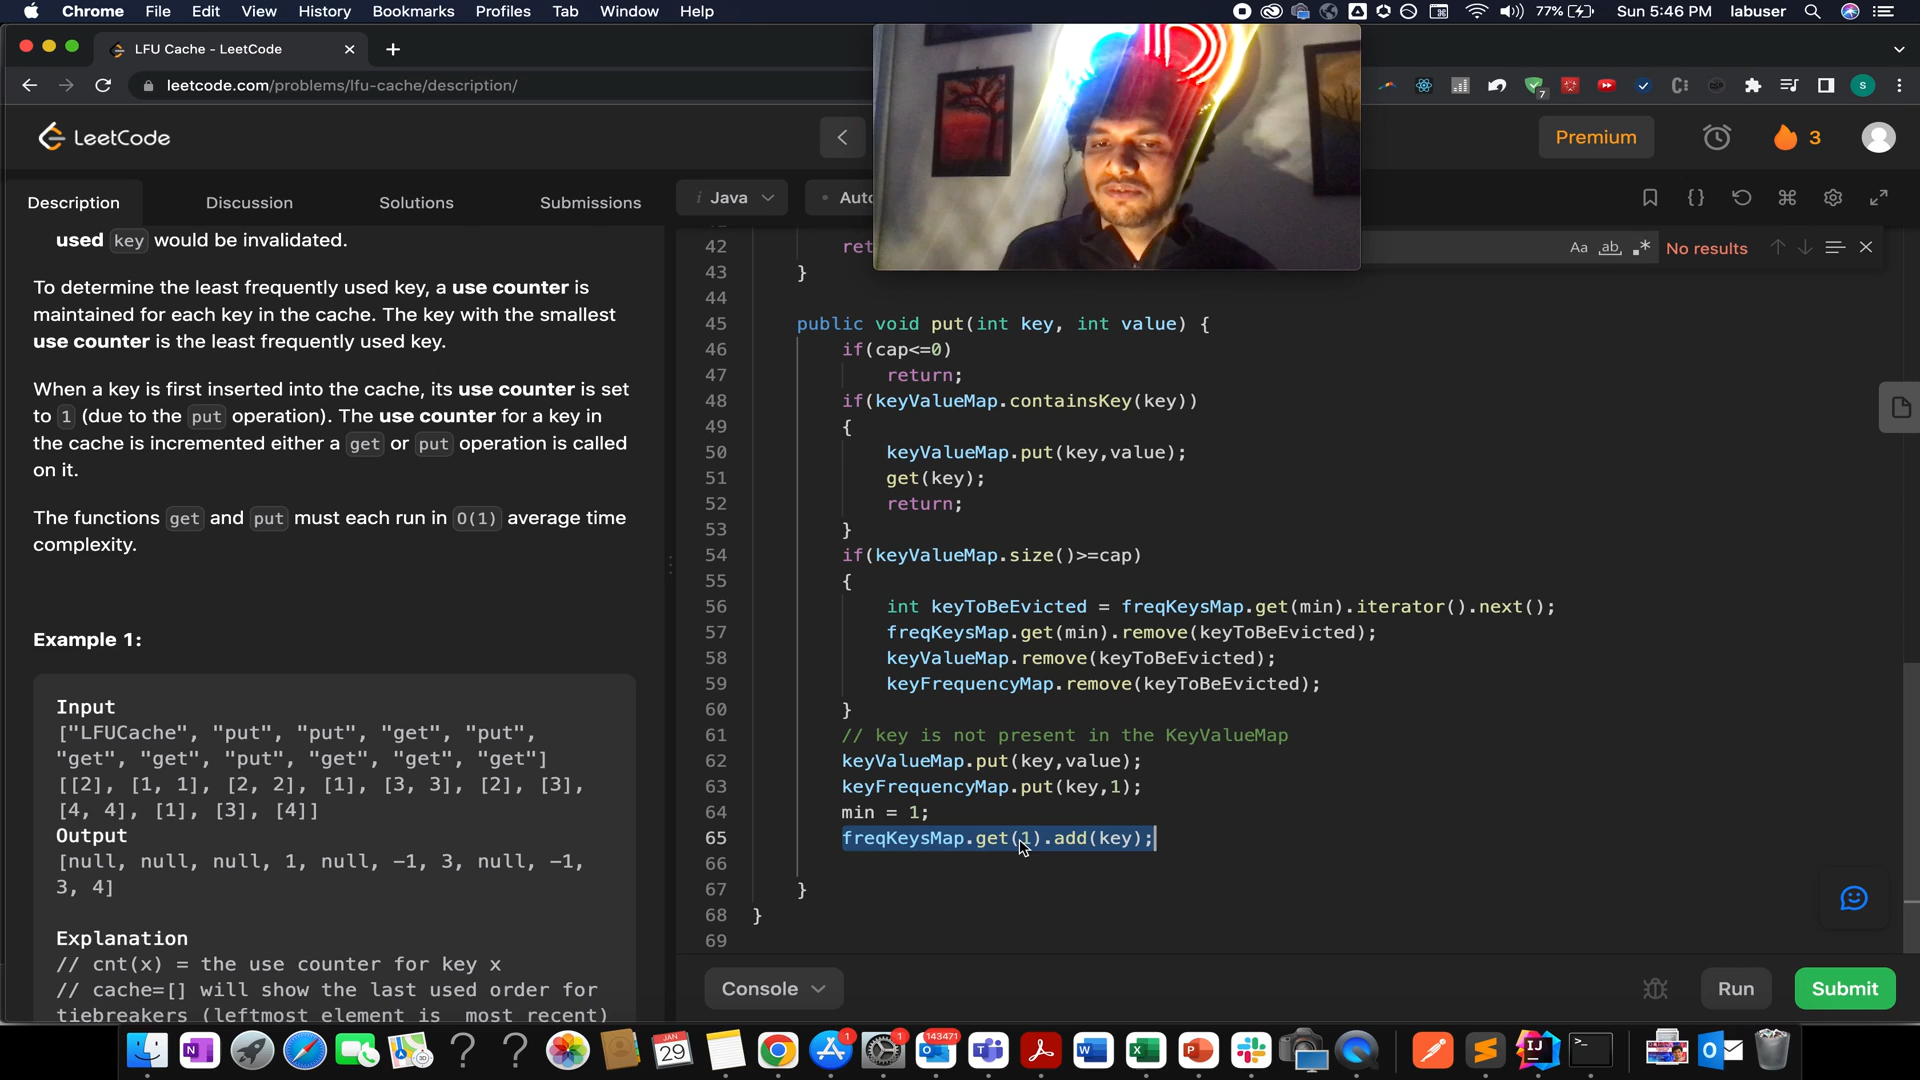 Chrome File Edit View History Bookmarks Profiles Tab Window Help
77% Sun 5:46 PM labuser
LFU Cache - LeetCode
leetcode.com/problems/lfu-cache/description/
7
S
LeetCode
Premium
3
Description Discussion Solutions Submissions
i Java
Auto
used key would be invalidated.
To determine the least frequently used key, a use counter is
maintained for each key in the cache. The key with the smallest
use counter is the least frequently used key.
When a key is first inserted into the cache, its use counter is set
to 1 (due to the put operation). The use counter for a key in
the cache is incremented either a get or put operation is called
on it.
The functions get and put must each run in O(1) average time
complexity.
Example 1:
Input
["LFUCache", "put", "put", "get", "put",
"get", "get", "put", "get", "get", "get"]
[[2], [1, 1], [2, 2], [1], [3, 3], [2], [3],
[4, 4], [1], [3], [4]]
Output
[null, null, null, 1, null, -1, 3, null, -1,
3, 4]
Explanation
// cnt(x) = the use counter for key x
// cache=[] will show the last used order for
tiebreakers (leftmost element is most recent)
Aa ab, .* No results
42 ret
43 }
44
45 public void put(int key, int value) {
46 if(cap<=0)
47 return;
48 if(keyValueMap.containsKey(key))
49 {
50 keyValueMap.put(key,value);
51 get(key);
52 return;
53 }
54 if(keyValueMap.size()>=cap)
55 {
56 int keyToBeEvicted = freqKeysMap.get(min).iterator().next();
57 freqKeysMap.get(min).remove(keyToBeEvicted);
58 keyValueMap.remove(keyToBeEvicted);
59 keyFrequencyMap.remove(keyToBeEvicted);
60 }
61 // key is not present in the KeyValueMap
62 keyValueMap.put(key,value);
63 keyFrequencyMap.put(key,1);
64 min = 1;
65 freqKeysMap.get(1).add(key);
66
67 }
68 }
69
Console
Run
Submit
JAN
29
1
1
143471